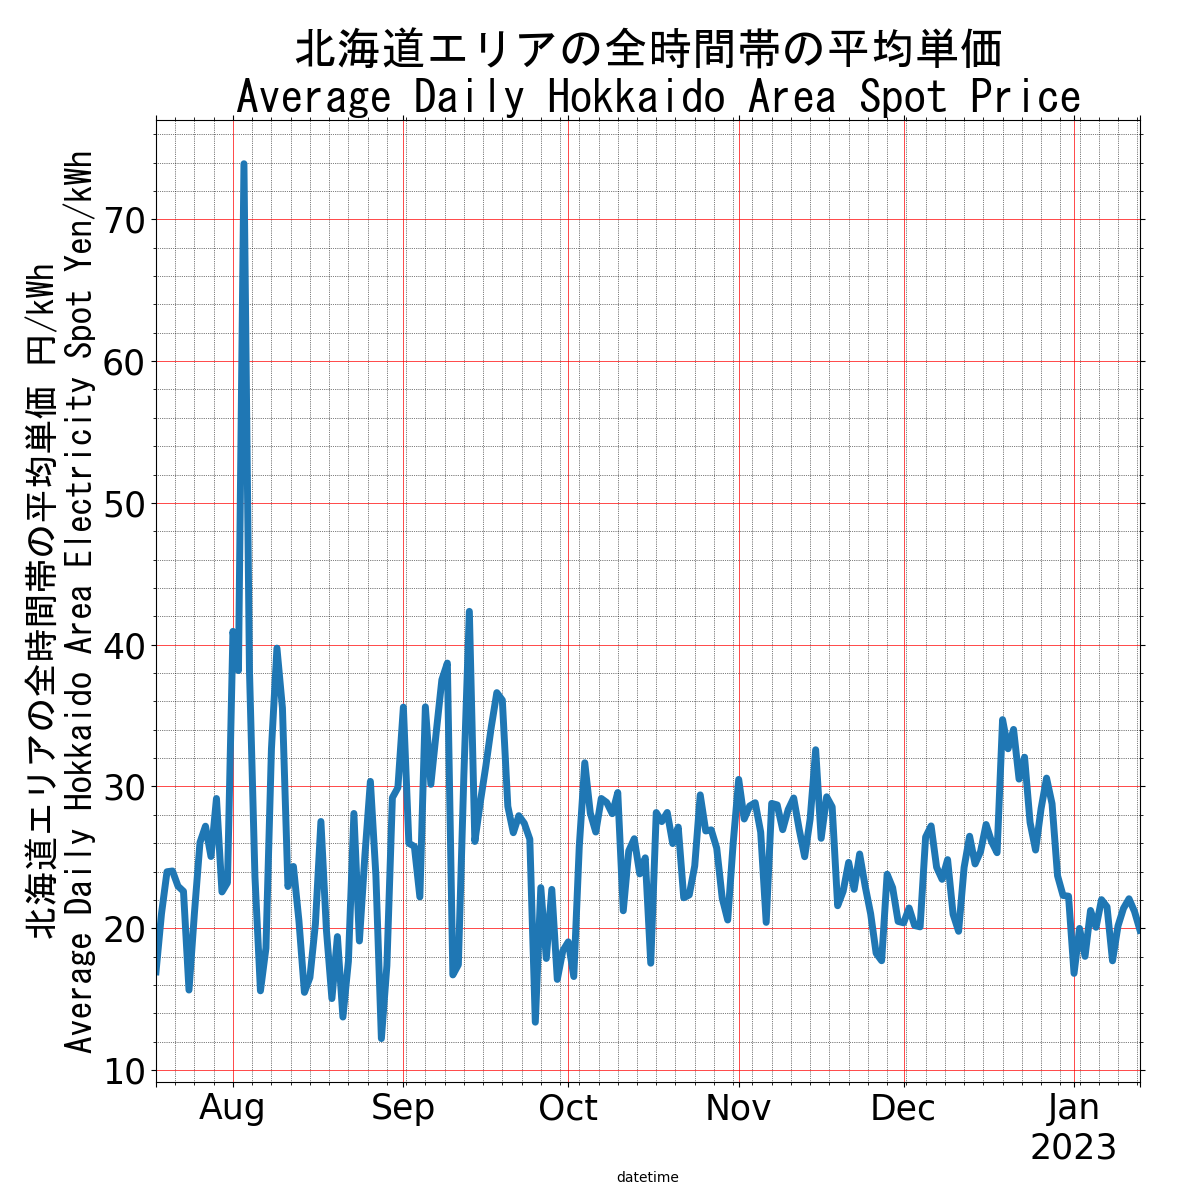 北海道エリアの全時間帯の平均単価
Average Daily Hokkaido Area Spot Price
北海道エリアの全時間帯の平均単価 円/kWh
Average Daily Hokkaido Area Electricity Spot Yen/kWh
70
60
50
40
30
20
10
Aug
Sep
Oct
Nov
Dec
Jan
2023
datetime